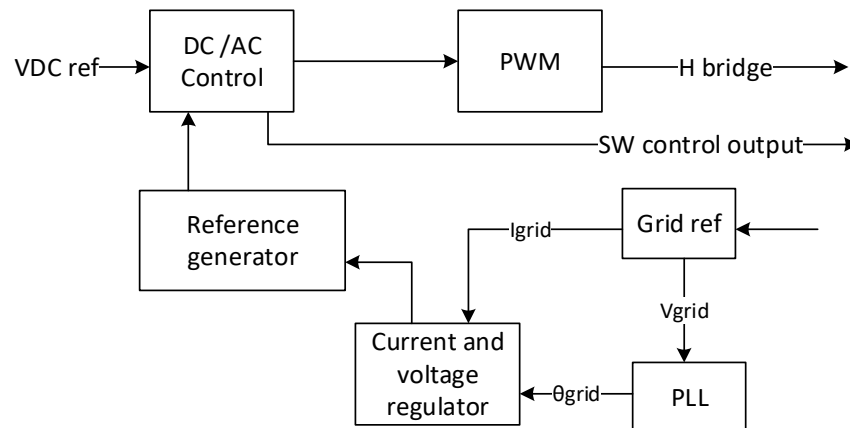 DC /AC
Control
VDC ref
PWM
H bridge
SW control output
Reference
generator
Igrid
Grid ref
Vgrid
Current and
voltage
regulator
θgrid
PLL